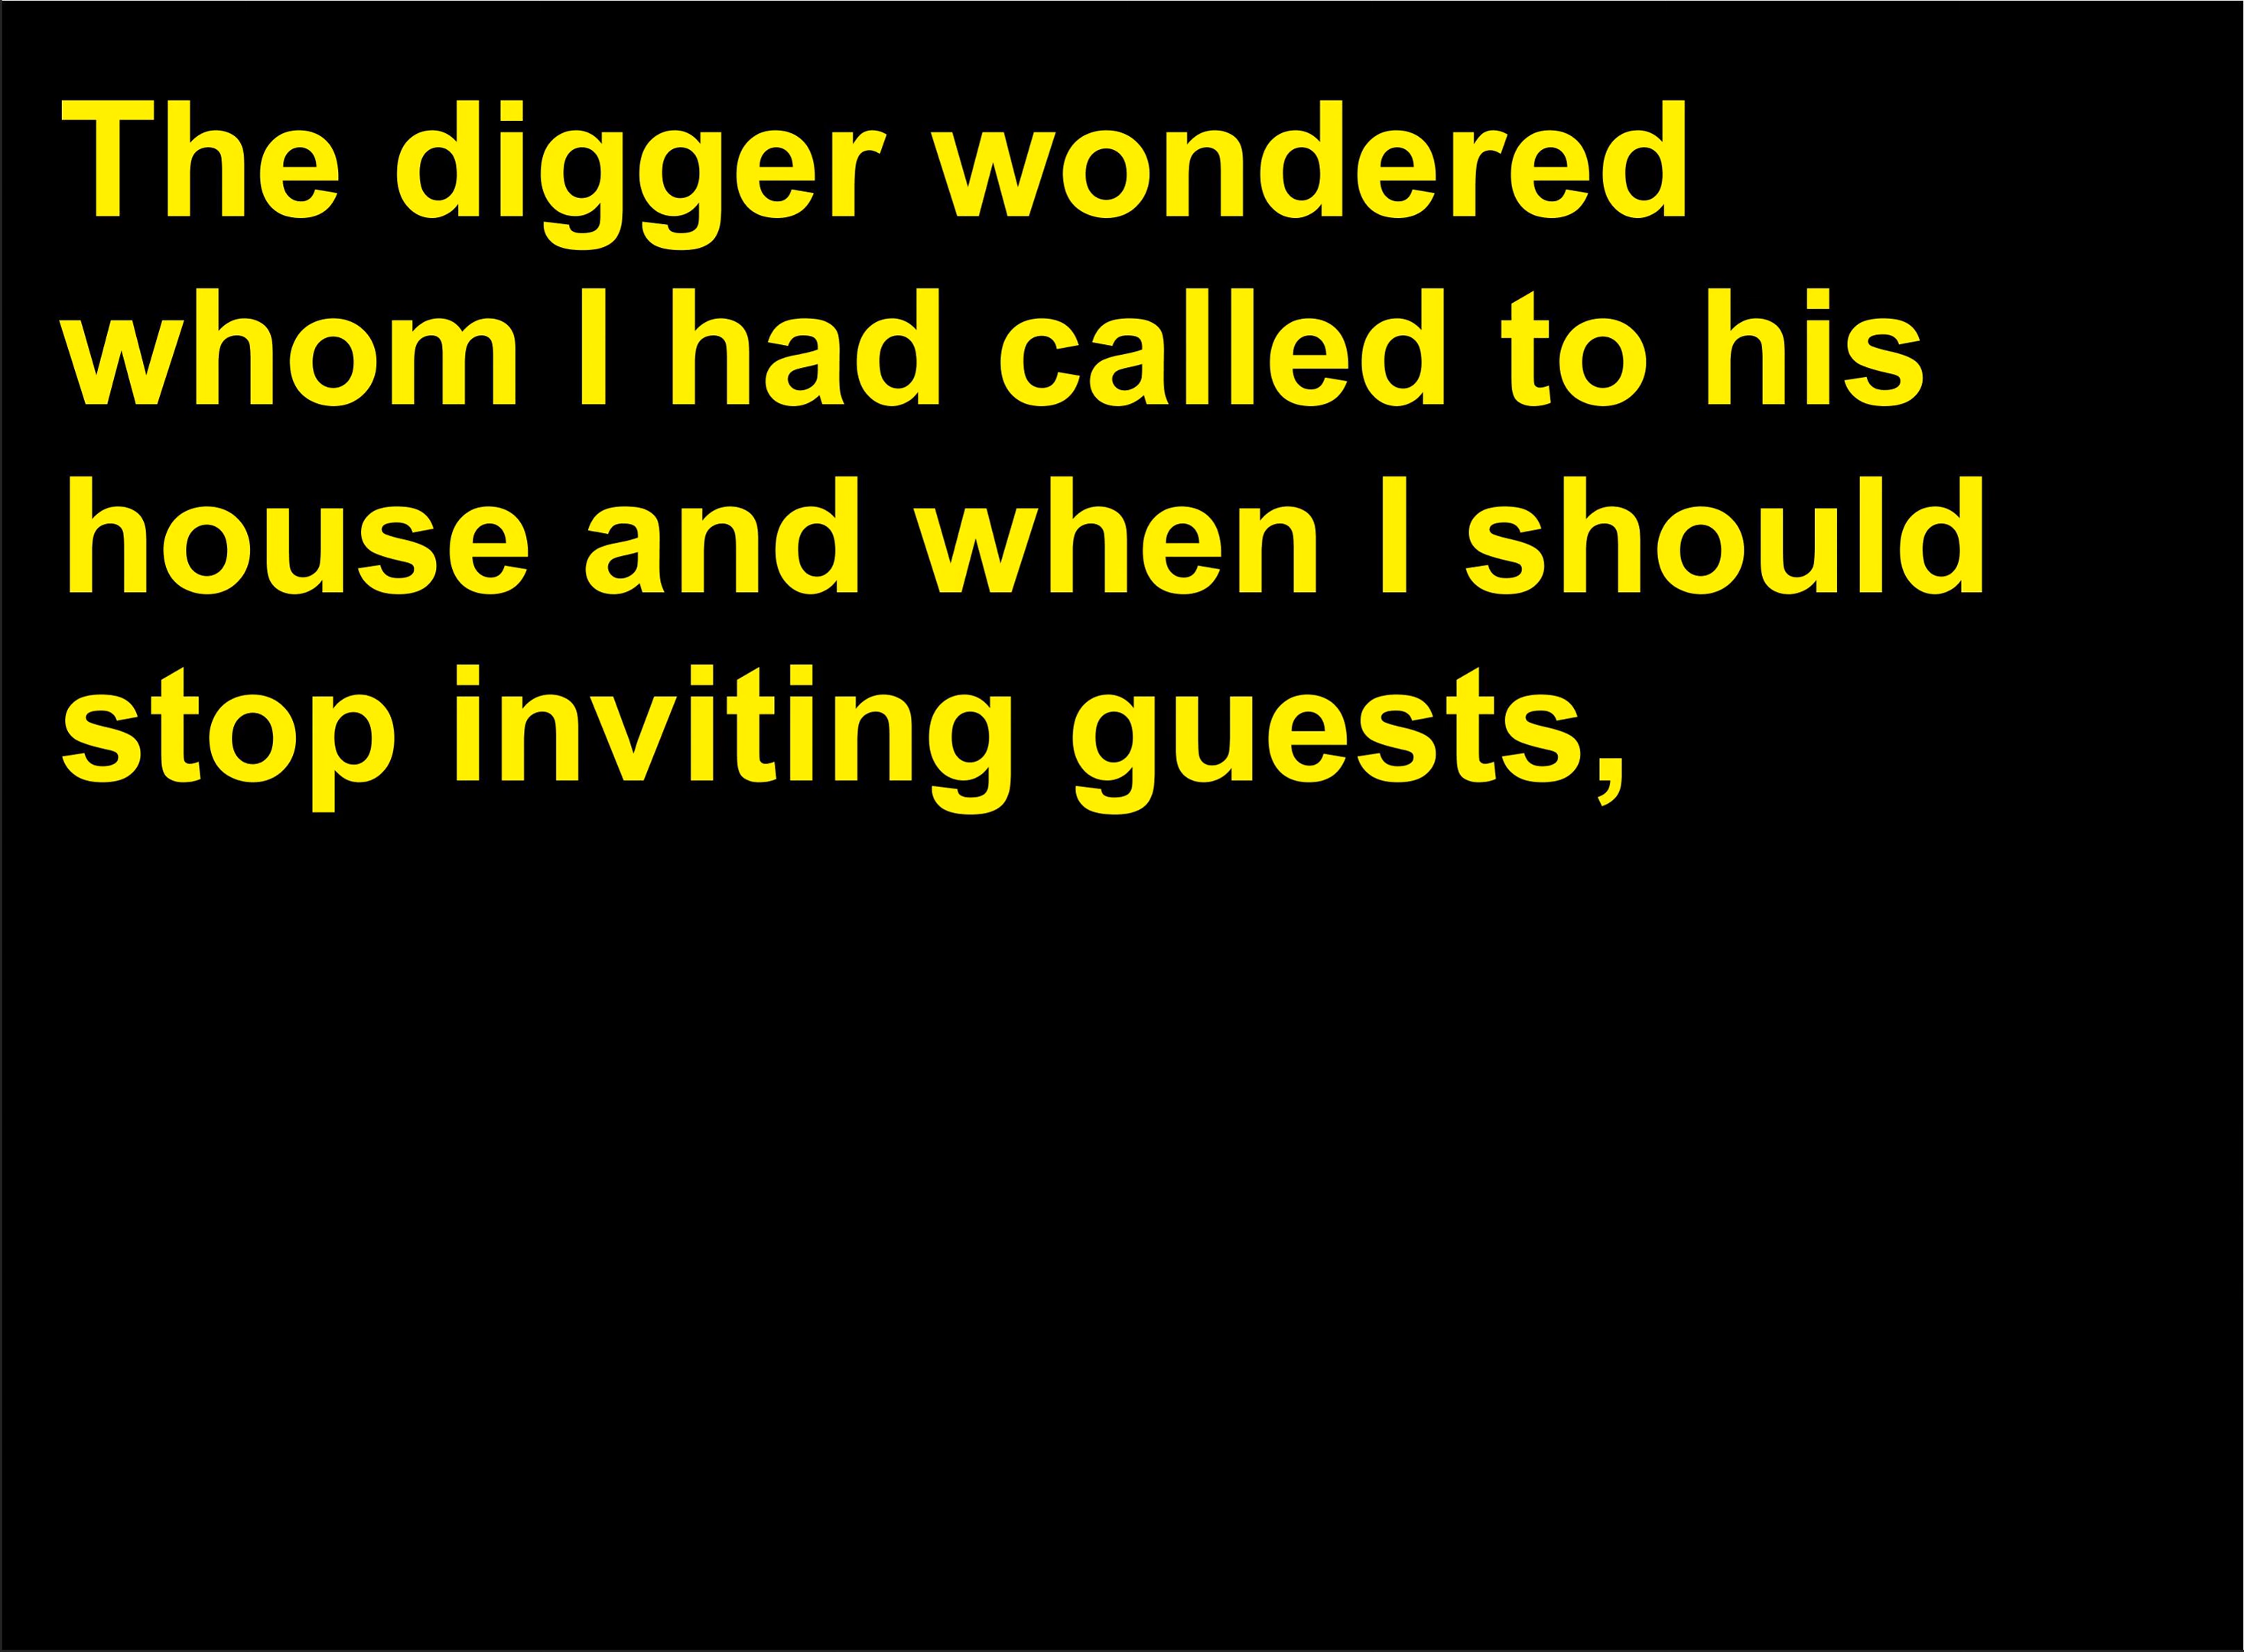 The digger wondered
whom I had called to his
house and when I should
stop inviting guests,